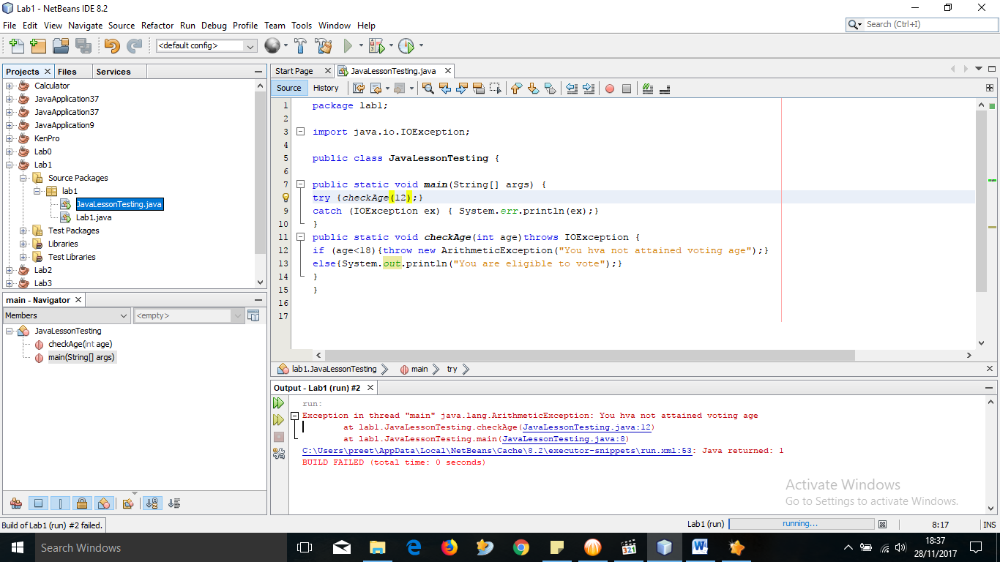 Lab1 - NetBeans IDE 8.2
File Edit View Navigate Source Refactor Run Debug Profile Team Tools Window Help
Search (Ctrl+I)
<default config>
Projects Files Services
Calculator
JavaApplication37
JavaApplication37
JavaApplication9
KenPro
Lab0
Lab1
Source Packages
lab1
JavaLessonTesting.java
Lab1.java
Test Packages
Libraries
Test Libraries
Lab2
Lab3
main - Navigator
Members <empty>
JavaLessonTesting
checkAge(int age)
main(String[] args)
Start Page JavaLessonTesting.java
Source History
1 package lab1;
2
3 import java.io.IOException;
4
5 public class JavaLessonTesting {
6
7 public static void main(String[] args) {
8 try {checkAge(12);}
9 catch (IOException ex) { System.err.println(ex);}
10 }
11 public static void checkAge(int age)throws IOException {
12 if (age<18){throw new ArithmeticException("You hva not attained voting age");}
13 else{System.out.println("You are eligible to vote");}
14 }
15 }
16
17
lab1.JavaLessonTesting main try
Output - Lab1 (run) #2
run:
Exception in thread "main" java.lang.ArithmeticException: You hva not attained voting age
at lab1.JavaLessonTesting.checkAge(JavaLessonTesting.java:12)
at lab1.JavaLessonTesting.main(JavaLessonTesting.java:8)
C:\Users\preet\AppData\Local\NetBeans\Cache\8.2\executor-snippets\run.xml:53: Java returned: 1
BUILD FAILED (total time: 0 seconds)
Activate Windows
Go to Settings to activate Windows.
Build of Lab1 (run) #2 failed.
Lab1 (run) running... 8:17 INS
Search Windows
321
18:37
28/11/2017